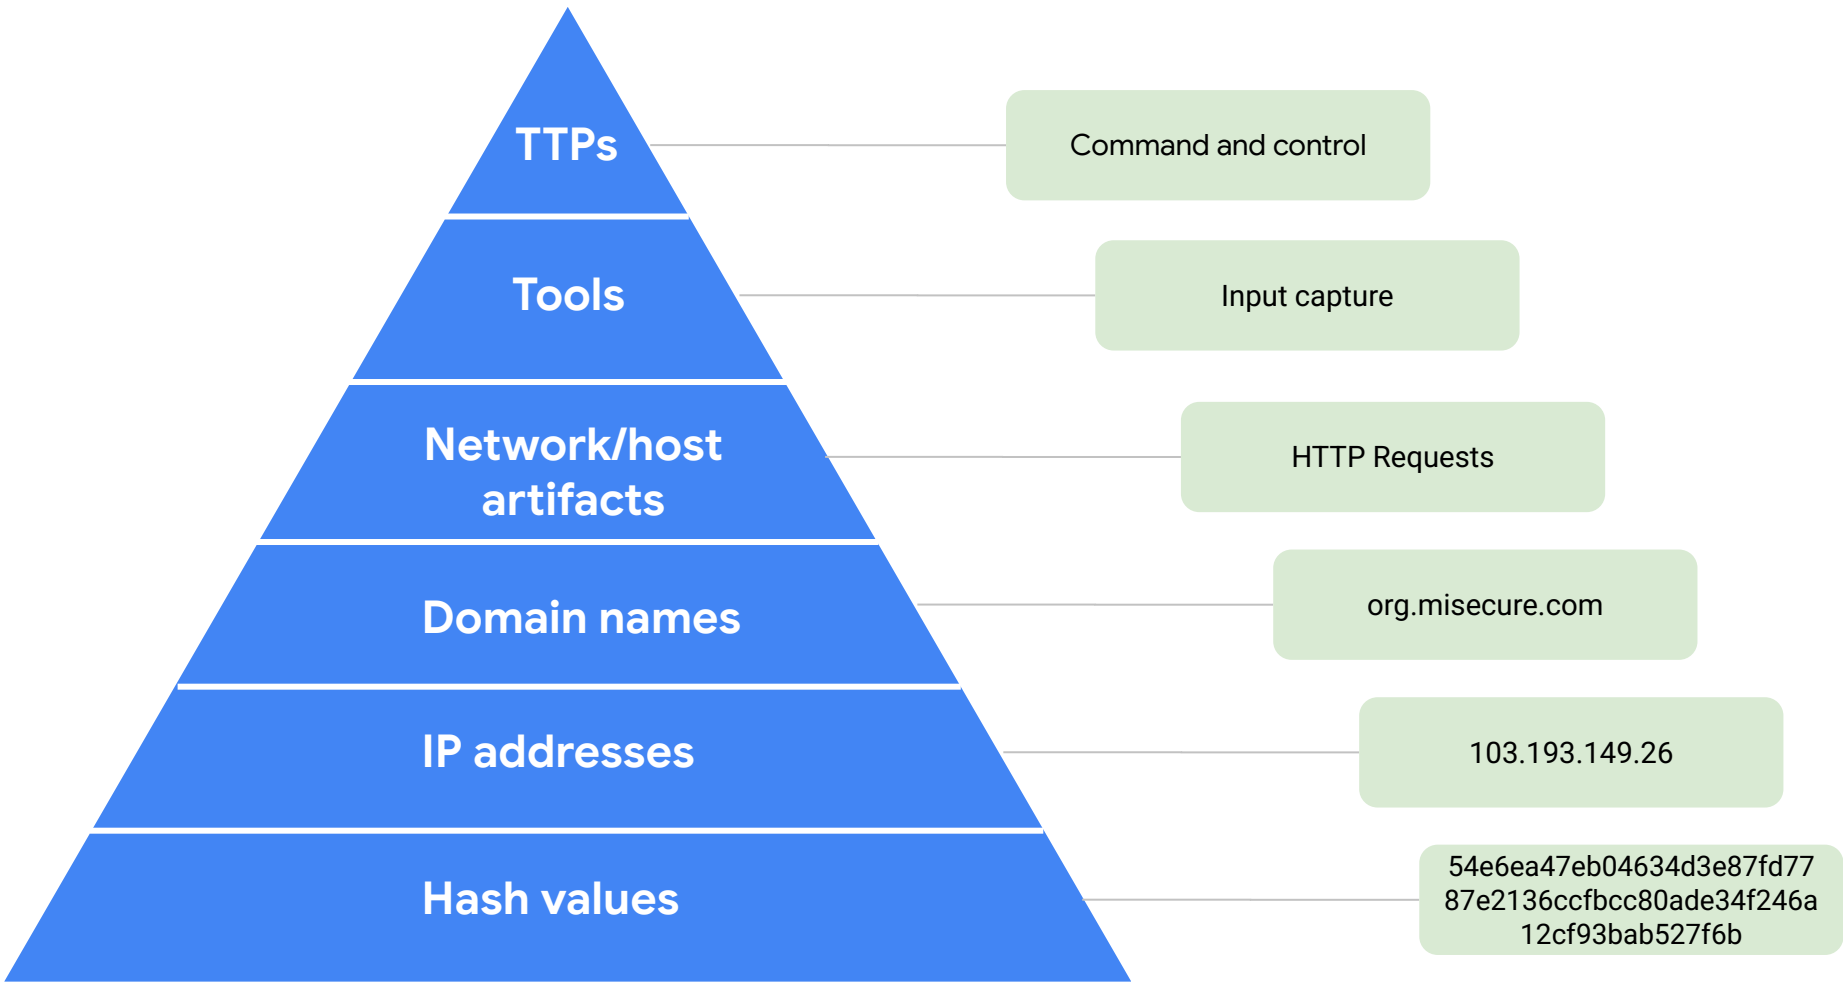 TTPs
Command and control
Tools
Input capture
Network/host
artifacts
HTTP Requests
Domain names
org.misecure.com
IP addresses
103.193.149.26
Hash values
54e6ea47eb04634d3e87fd77
87e2136ccfbcc80ade34f246a
12cf93bab527f6b